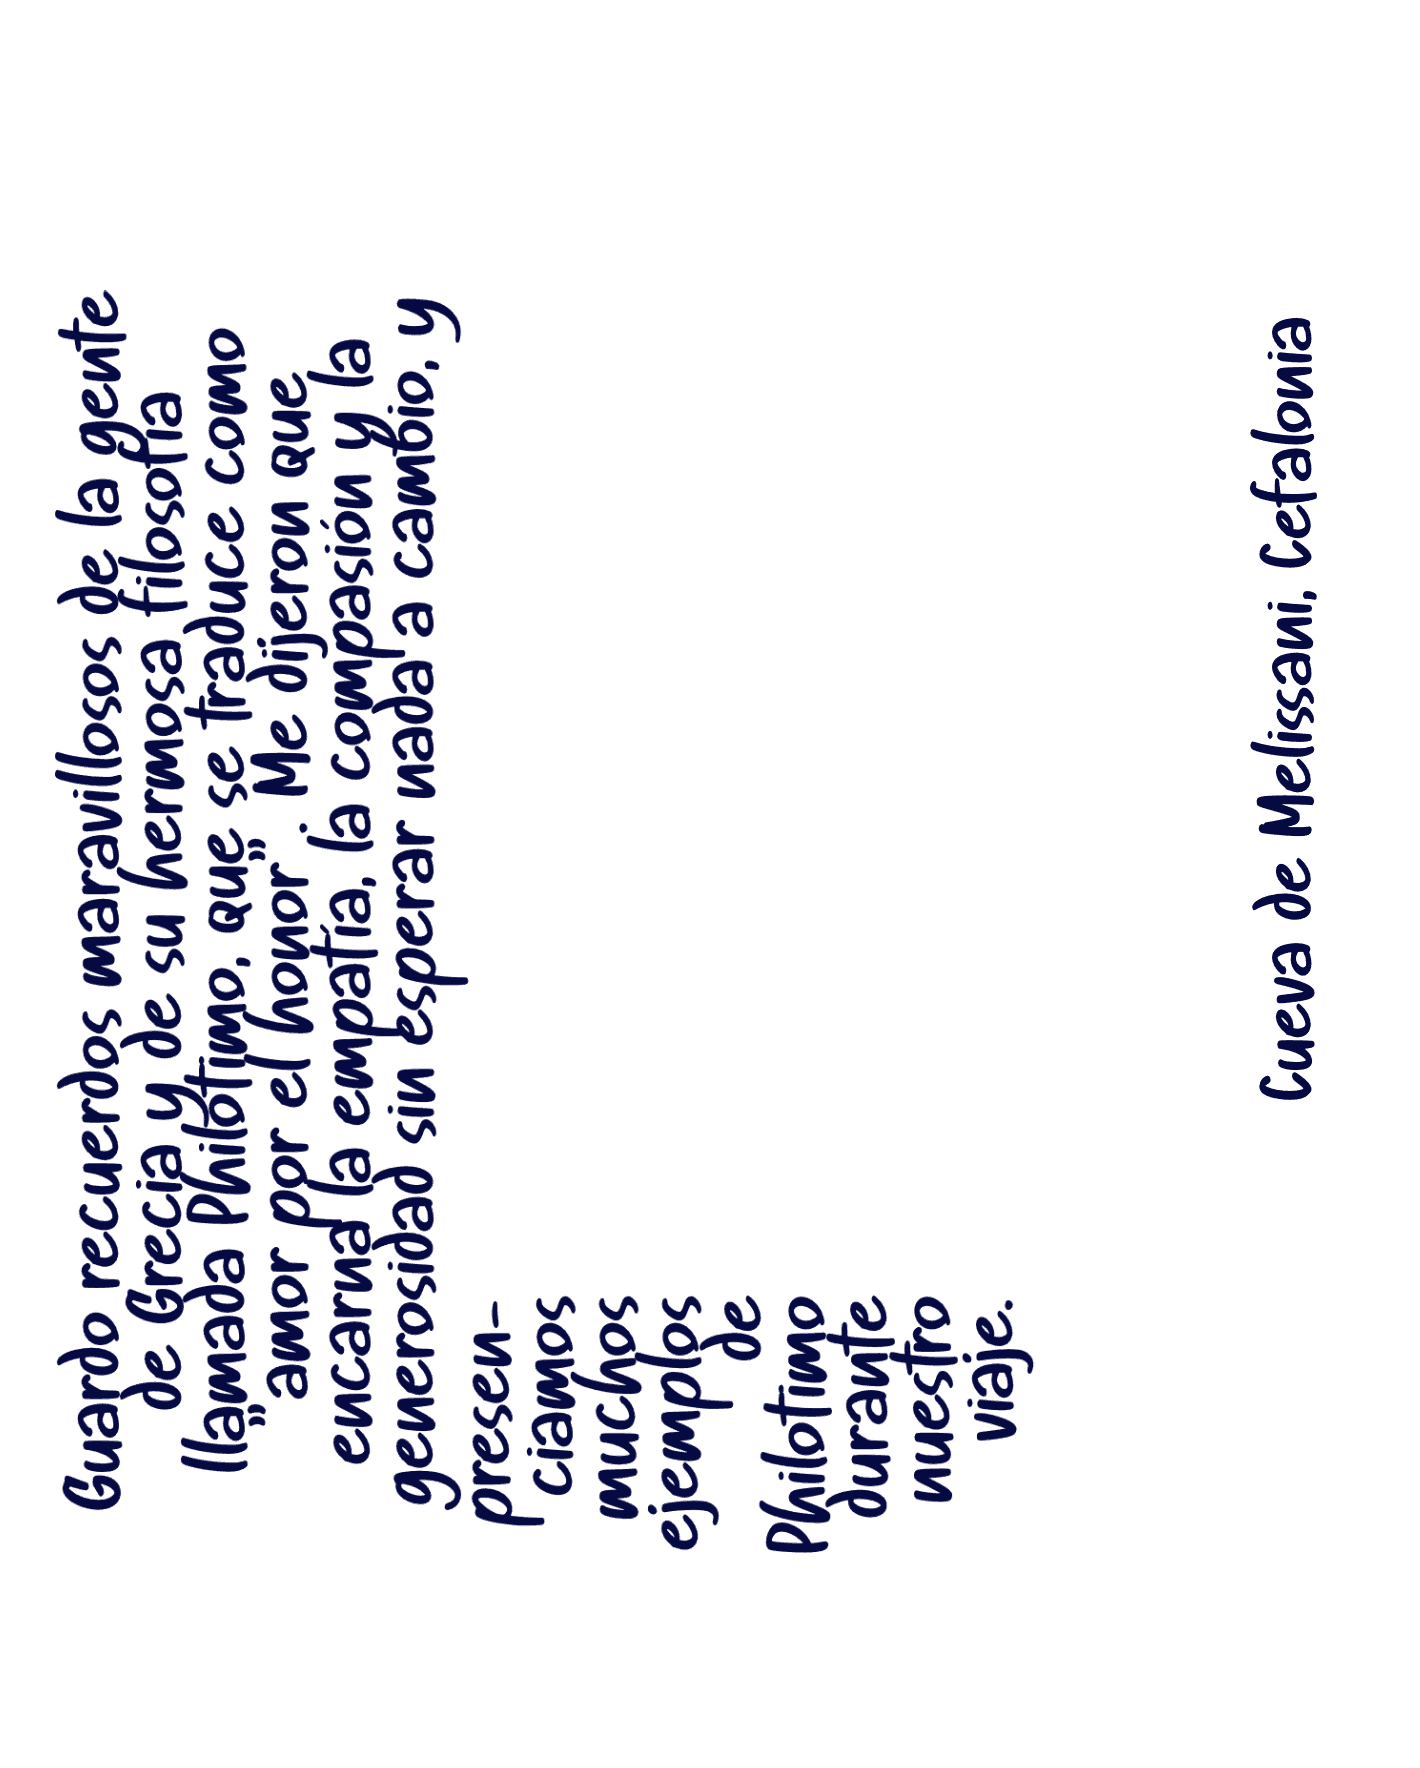 Guardo recuerdos maravillosos de la gente
de Grecia y de su hermosa filosofía
llamada Philotimo, que se traduce como
"amor por el honor". Me dijeron que
encarna la empatía, la compasión y la
generosidad sin esperar nada a cambio, y
presen-
ciamos
muchos
ejemplos
de
Philotimo
durante
nuestro
viaje.
Cueva de Melissani, Cefalonia